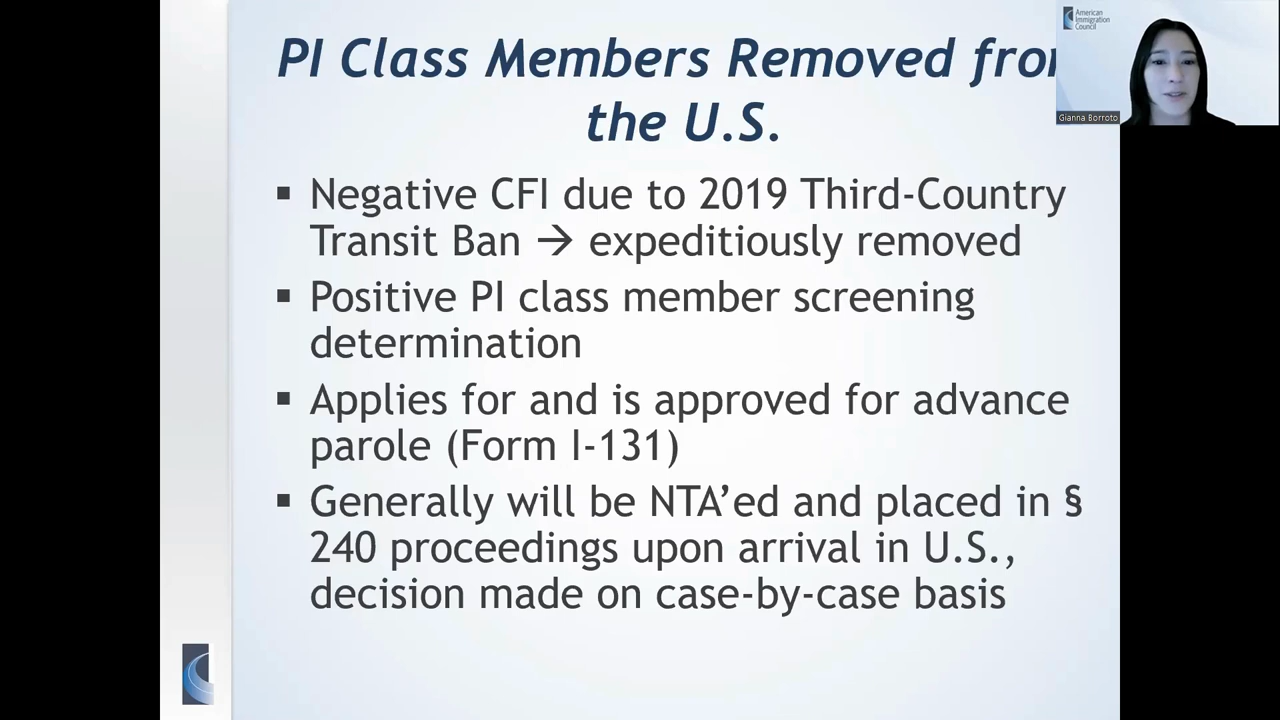 PI Class Members Removed from
the U.S.
▪ Negative CFI due to 2019 Third-Country
Transit Ban → expeditiously removed
▪ Positive PI class member screening
determination
▪ Applies for and is approved for advance
parole (Form I-131)
▪ Generally will be NTA’ed and placed in §
240 proceedings upon arrival in U.S.,
decision made on case-by-case basis
American
Immigration
Council
Gianna Borroto